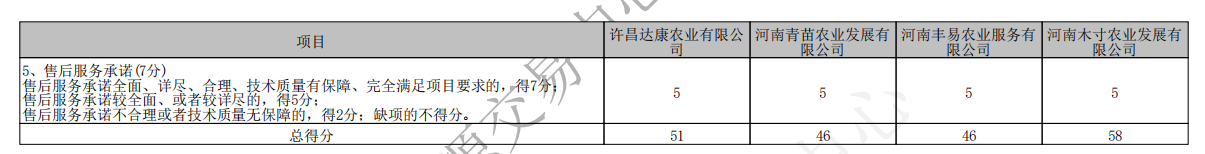 项目
许昌达康农业有限公
司
河南青苗农业发展有
限公司
河南丰易农业服务有
限公司
河南木寸农业发展有
限公司
5、售后服务承诺(7分)
售后服务承诺全面、详尽、合理、技术质量有保障、完全满足项目要求的，得7分；
售后服务承诺较全面、或者较详尽的，得5分；
售后服务承诺不合理或者技术质量无保障的，得2分；缺项的不得分。
5
5
5
5
总得分
51
46
46
58
源交易
中心
中心